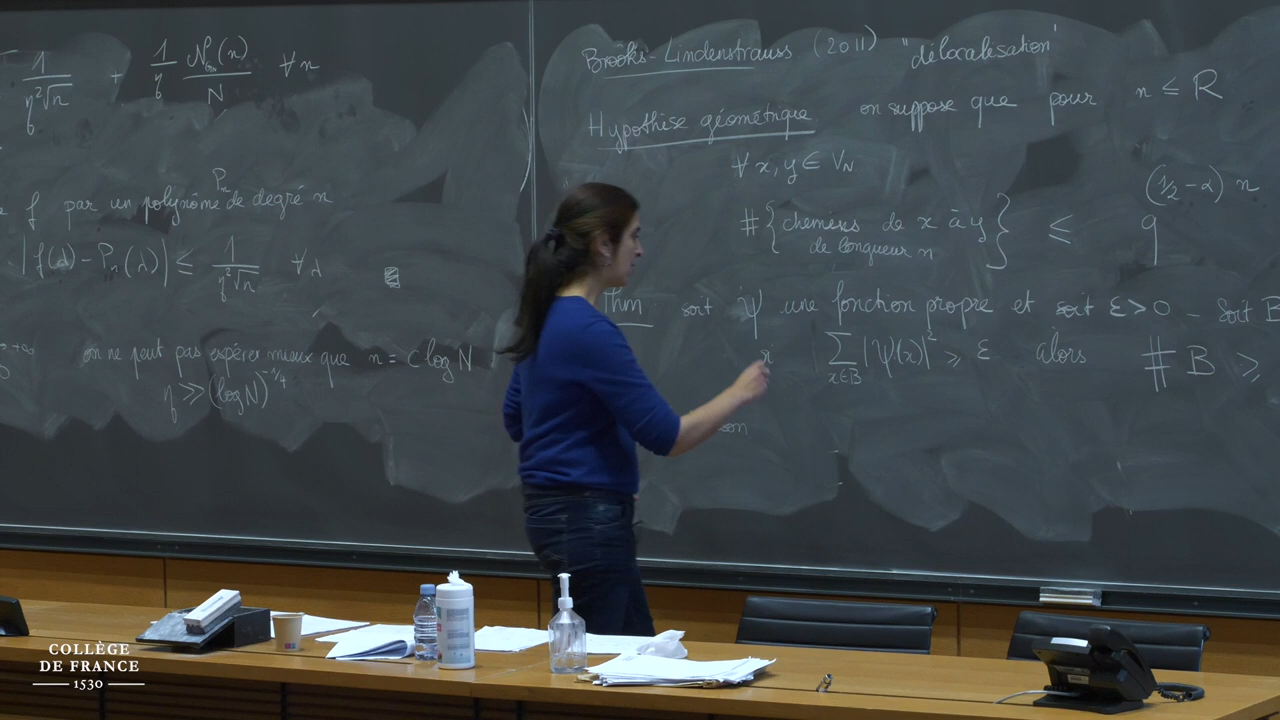 1/(η²√n) + 1/η N(n)/N ∀n
f par un polynôme P_n de degré n
|f(λ) - P_n(λ)| ≤ 1/(η²√n) ∀λ
on ne peut pas espérer mieux que n = c log N
η ≫ (log N)^{-1/4}
Brooks-Lindenstrauss (2011) "délocalisation"
Hypothèse géométrique on suppose que pour n ≤ R
∀ x, y ∈ V_N
#{chemins de x à y de longueur n} ≤ q^{(1/2 - α) n}
Thm soit ψ une fonction propre et soit ε > 0 - Soit B
si ∑_{x∈B} |ψ(x)|² ≥ ε alors # B ≥
on
COLLÈGE
DE FRANCE
1530